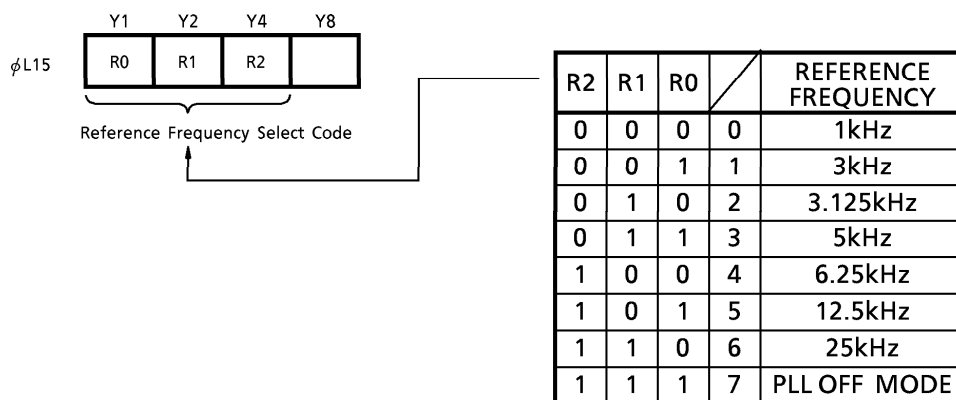 Y1 Y2 Y4 Y8
φL15 R0 R1 R2
Reference Frequency Select Code
R2 R1 R0 REFERENCE FREQUENCY
0 0 0 0 1kHz
0 0 1 1 3kHz
0 1 0 2 3.125kHz
0 1 1 3 5kHz
1 0 0 4 6.25kHz
1 0 1 5 12.5kHz
1 1 0 6 25kHz
1 1 1 7 PLL OFF MODE